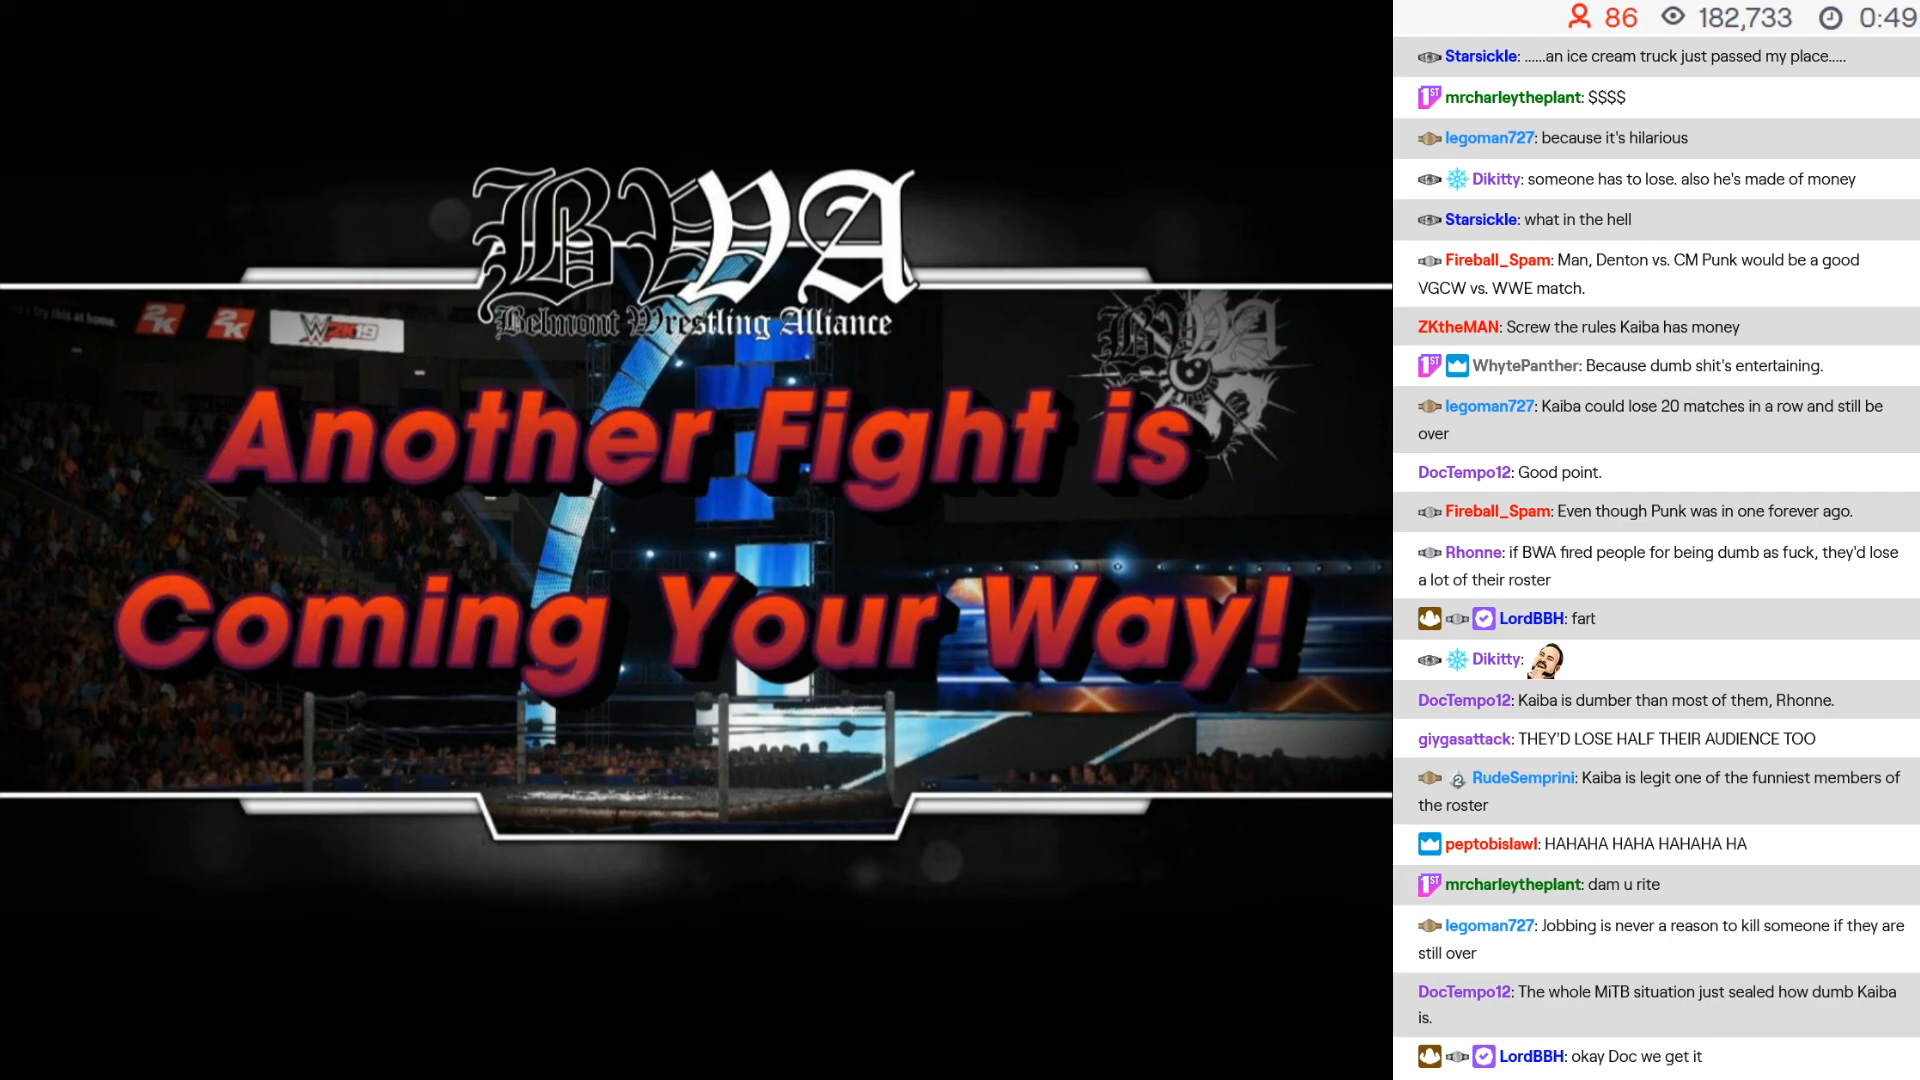 BWA
Belmont Wrestling Alliance
try this at home.
2K
2K
W2K19
BWA
Another Fight is
Coming Your Way!
86 182,733 0:49
Starsickle: ......an ice cream truck just passed my place.....
1ST mrcharleytheplant: $$$$
legoman727: because it's hilarious
Dikitty: someone has to lose. also he's made of money
Starsickle: what in the hell
Fireball_Spam: Man, Denton vs. CM Punk would be a good
VGCW vs. WWE match.
ZKtheMAN: Screw the rules Kaiba has money
1ST WhytePanther: Because dumb shit's entertaining.
legoman727: Kaiba could lose 20 matches in a row and still be
over
DocTempo12: Good point.
Fireball_Spam: Even though Punk was in one forever ago.
Rhonne: if BWA fired people for being dumb as fuck, they'd lose
a lot of their roster
LordBBH: fart
Dikitty:
DocTempo12: Kaiba is dumber than most of them, Rhonne.
giygasattack: THEY'D LOSE HALF THEIR AUDIENCE TOO
2 RudeSemprini: Kaiba is legit one of the funniest members of
the roster
peptobislawl: HAHAHA HAHA HAHAHA HA
1ST mrcharleytheplant: dam u rite
legoman727: Jobbing is never a reason to kill someone if they are
still over
DocTempo12: The whole MiTB situation just sealed how dumb Kaiba
is.
LordBBH: okay Doc we get it